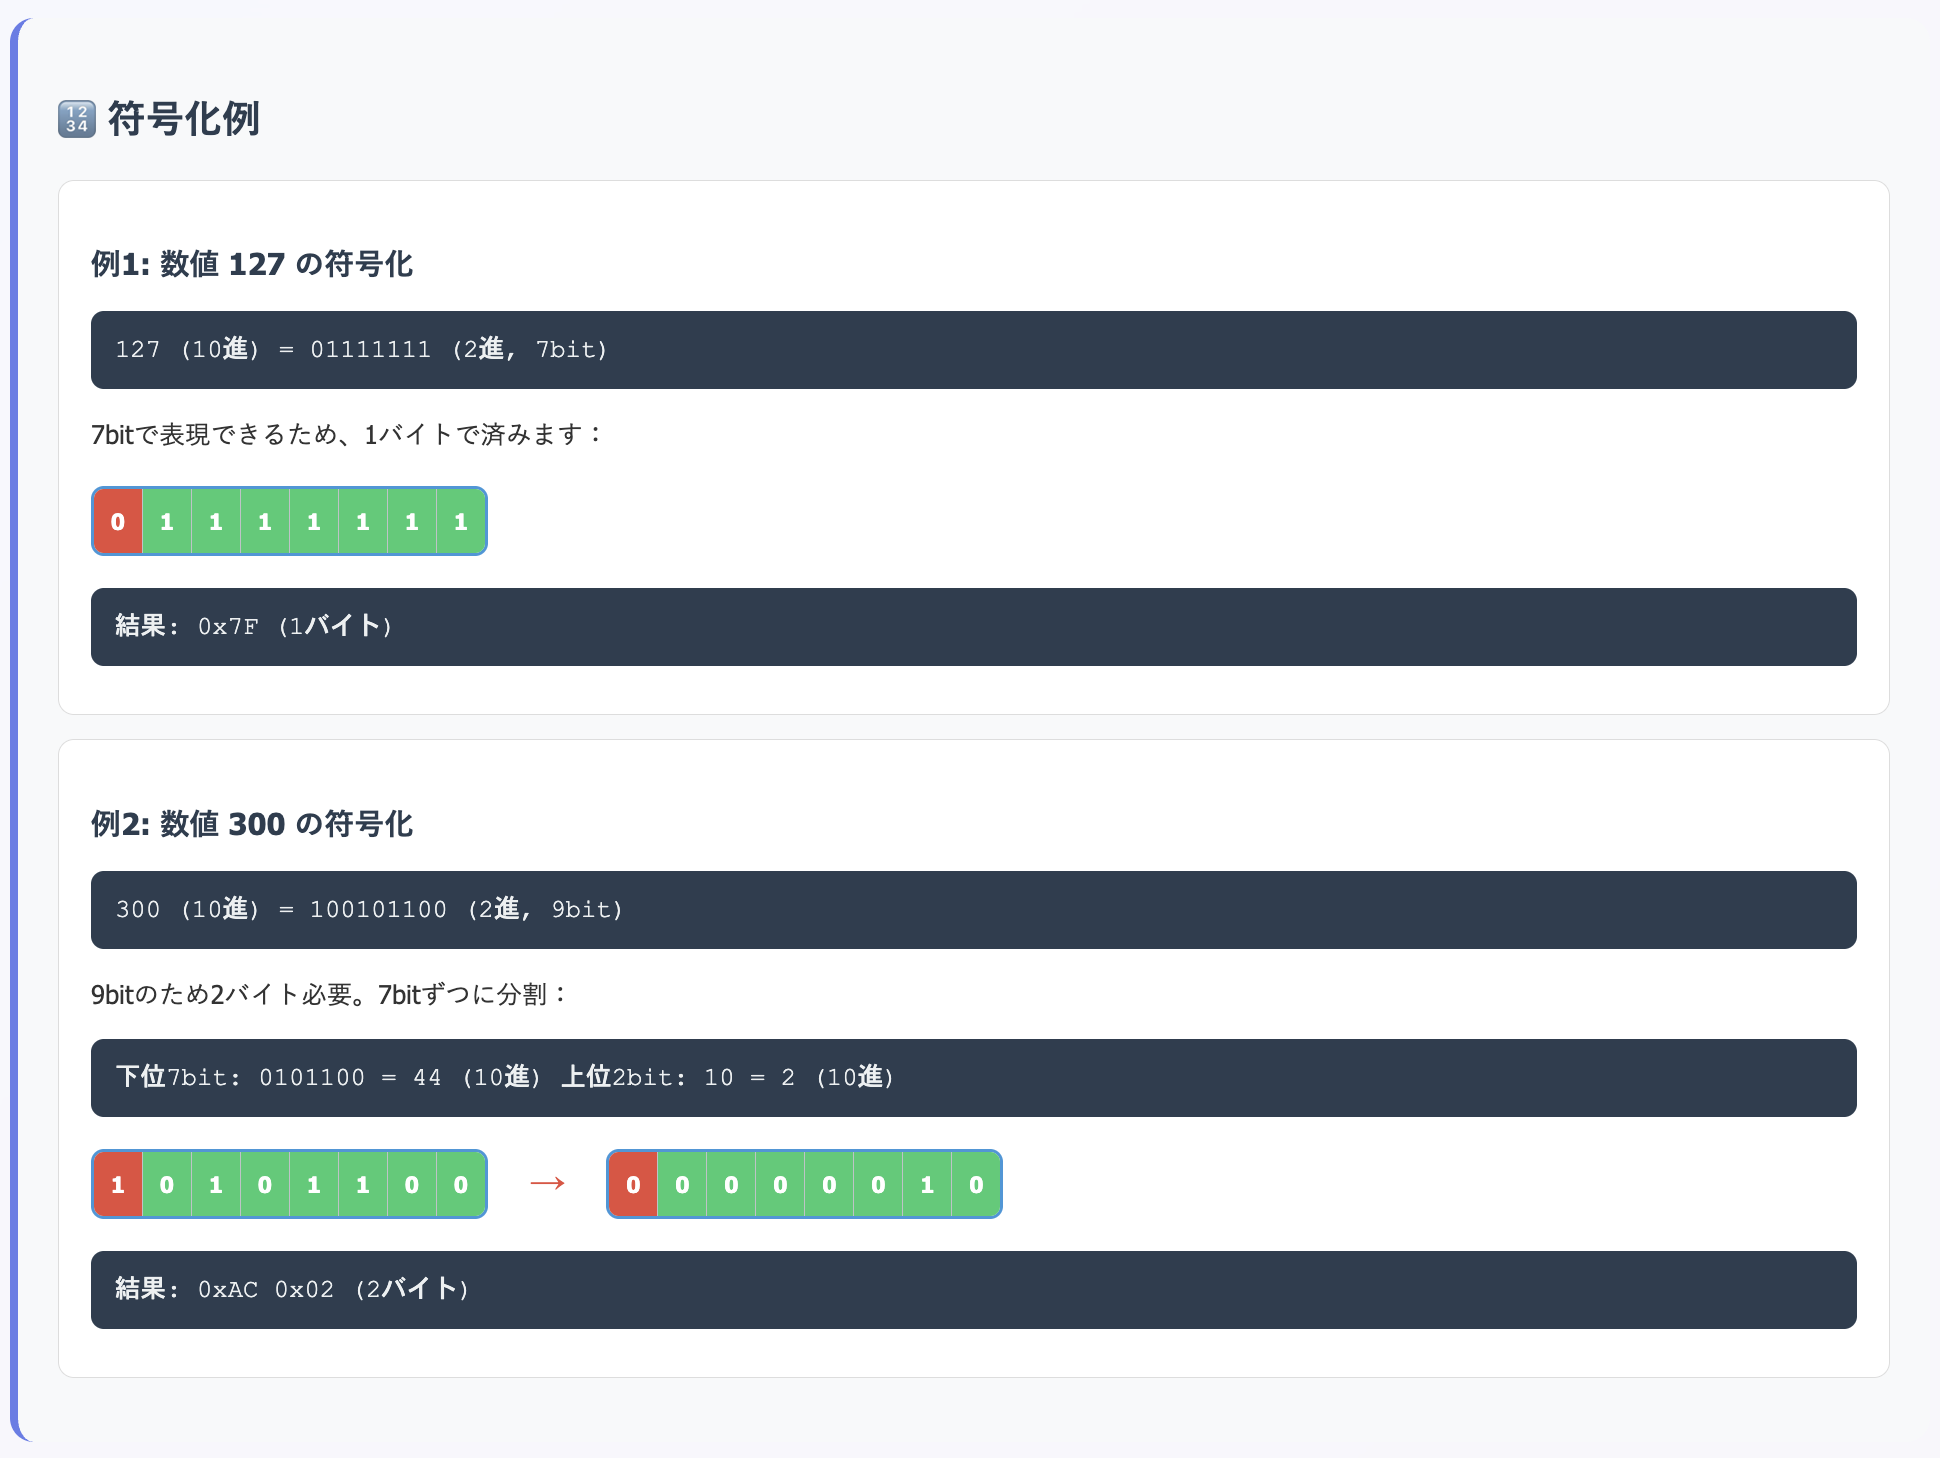 🔢 符号化例
例1: 数値 127 の符号化
127 (10進) = 01111111 (2進, 7bit)
7bitで表現できるため、1バイトで済みます：
0 1 1 1 1 1 1 1
結果: 0x7F (1バイト)
例2: 数値 300 の符号化
300 (10進) = 100101100 (2進, 9bit)
9bitのため2バイト必要。7bitずつに分割：
下位7bit: 0101100 = 44 (10進) 上位2bit: 10 = 2 (10進)
1 0 1 0 1 1 0 0 → 0 0 0 0 0 0 1 0
結果: 0xAC 0x02 (2バイト)